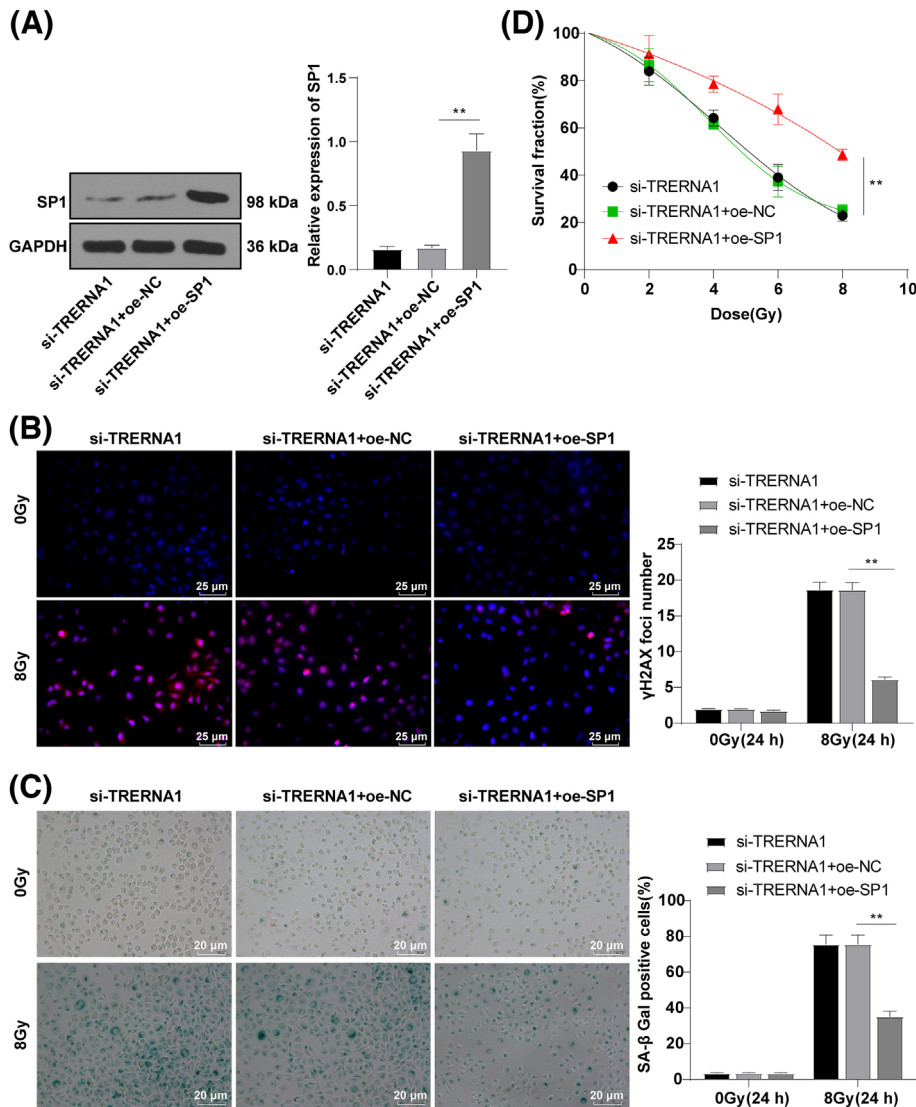 (A)
SP1
98 kDa
GAPDH
36 kDa
si-TRERNA1
si-TRERNA1+oe-NC
si-TRERNA1+oe-SP1
Relative expression of SP1
1.5
1.0
0.5
0.0
**
si-TRERNA1
si-TRERNA1+oe-NC
si-TRERNA1+oe-SP1
(D)
Survival fraction(%)
100
80
60
40
20
0
si-TRERNA1
si-TRERNA1+oe-NC
si-TRERNA1+oe-SP1
**
0 2 4 6 8 10
Dose(Gy)
(B)
si-TRERNA1 si-TRERNA1+oe-NC si-TRERNA1+oe-SP1
0Gy
25 μm 25 μm 25 μm
8Gy
25 μm 25 μm 25 μm
si-TRERNA1
si-TRERNA1+oe-NC
si-TRERNA1+oe-SP1
γH2AX foci number
25
20
15
10
5
0
**
0Gy(24 h) 8Gy(24 h)
(C)
si-TRERNA1 si-TRERNA1+oe-NC si-TRERNA1+oe-SP1
0Gy
20 μm 20 μm 20 μm
8Gy
20 μm 20 μm 20 μm
si-TRERNA1
si-TRERNA1+oe-NC
si-TRERNA1+oe-SP1
SA-β Gal positive cells(%)
100
80
60
40
20
0
**
0Gy(24 h) 8Gy(24 h)